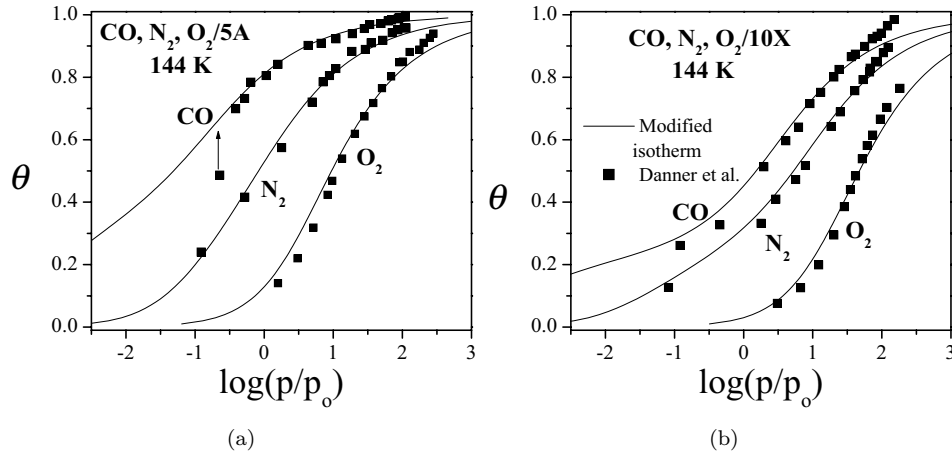 CO, N₂, O₂/5A
144 K
CO
N₂
O₂
θ
1.0
0.8
0.6
0.4
0.2
0.0
-2 -1 0 1 2 3
log(p/pₒ)
(a)
CO, N₂, O₂/10X
144 K
Modified
isotherm
Danner et al.
CO
N₂
O₂
θ
1.0
0.8
0.6
0.4
0.2
0.0
-2 -1 0 1 2 3
log(p/pₒ)
(b)